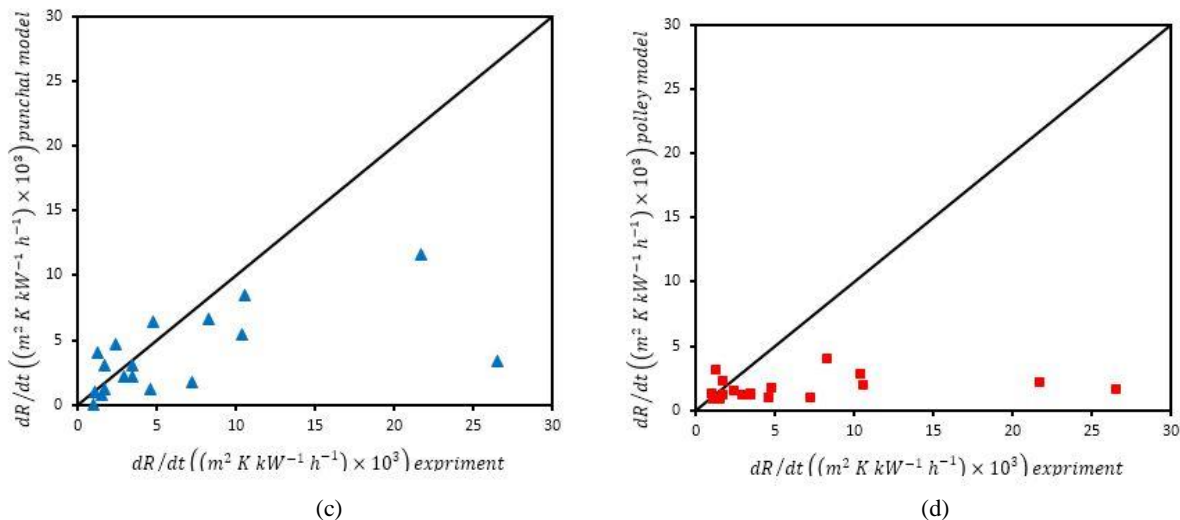 dR/dt ((m² K kW⁻¹ h⁻¹) × 10³) punchal model
30
25
20
15
10
5
0
0 5 10 15 20 25 30
dR/dt ((m² K kW⁻¹ h⁻¹) × 10³) expriment
(c)
dR/dt ((m² K kW⁻¹ h⁻¹) × 10³) polley model
30
25
20
15
10
5
0
0 5 10 15 20 25 30
dR/dt ((m² K kW⁻¹ h⁻¹) × 10³) expriment
(d)